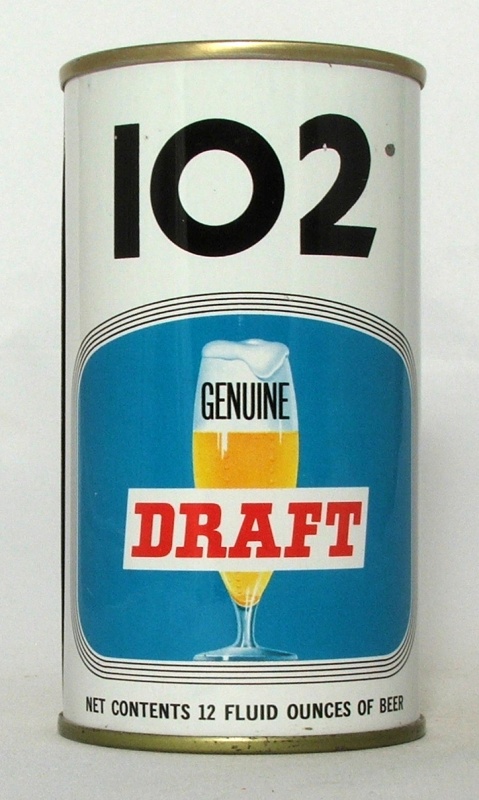 102
GENUINE
DRAFT
NET CONTENTS 12 FLUID OUNCES OF BEER